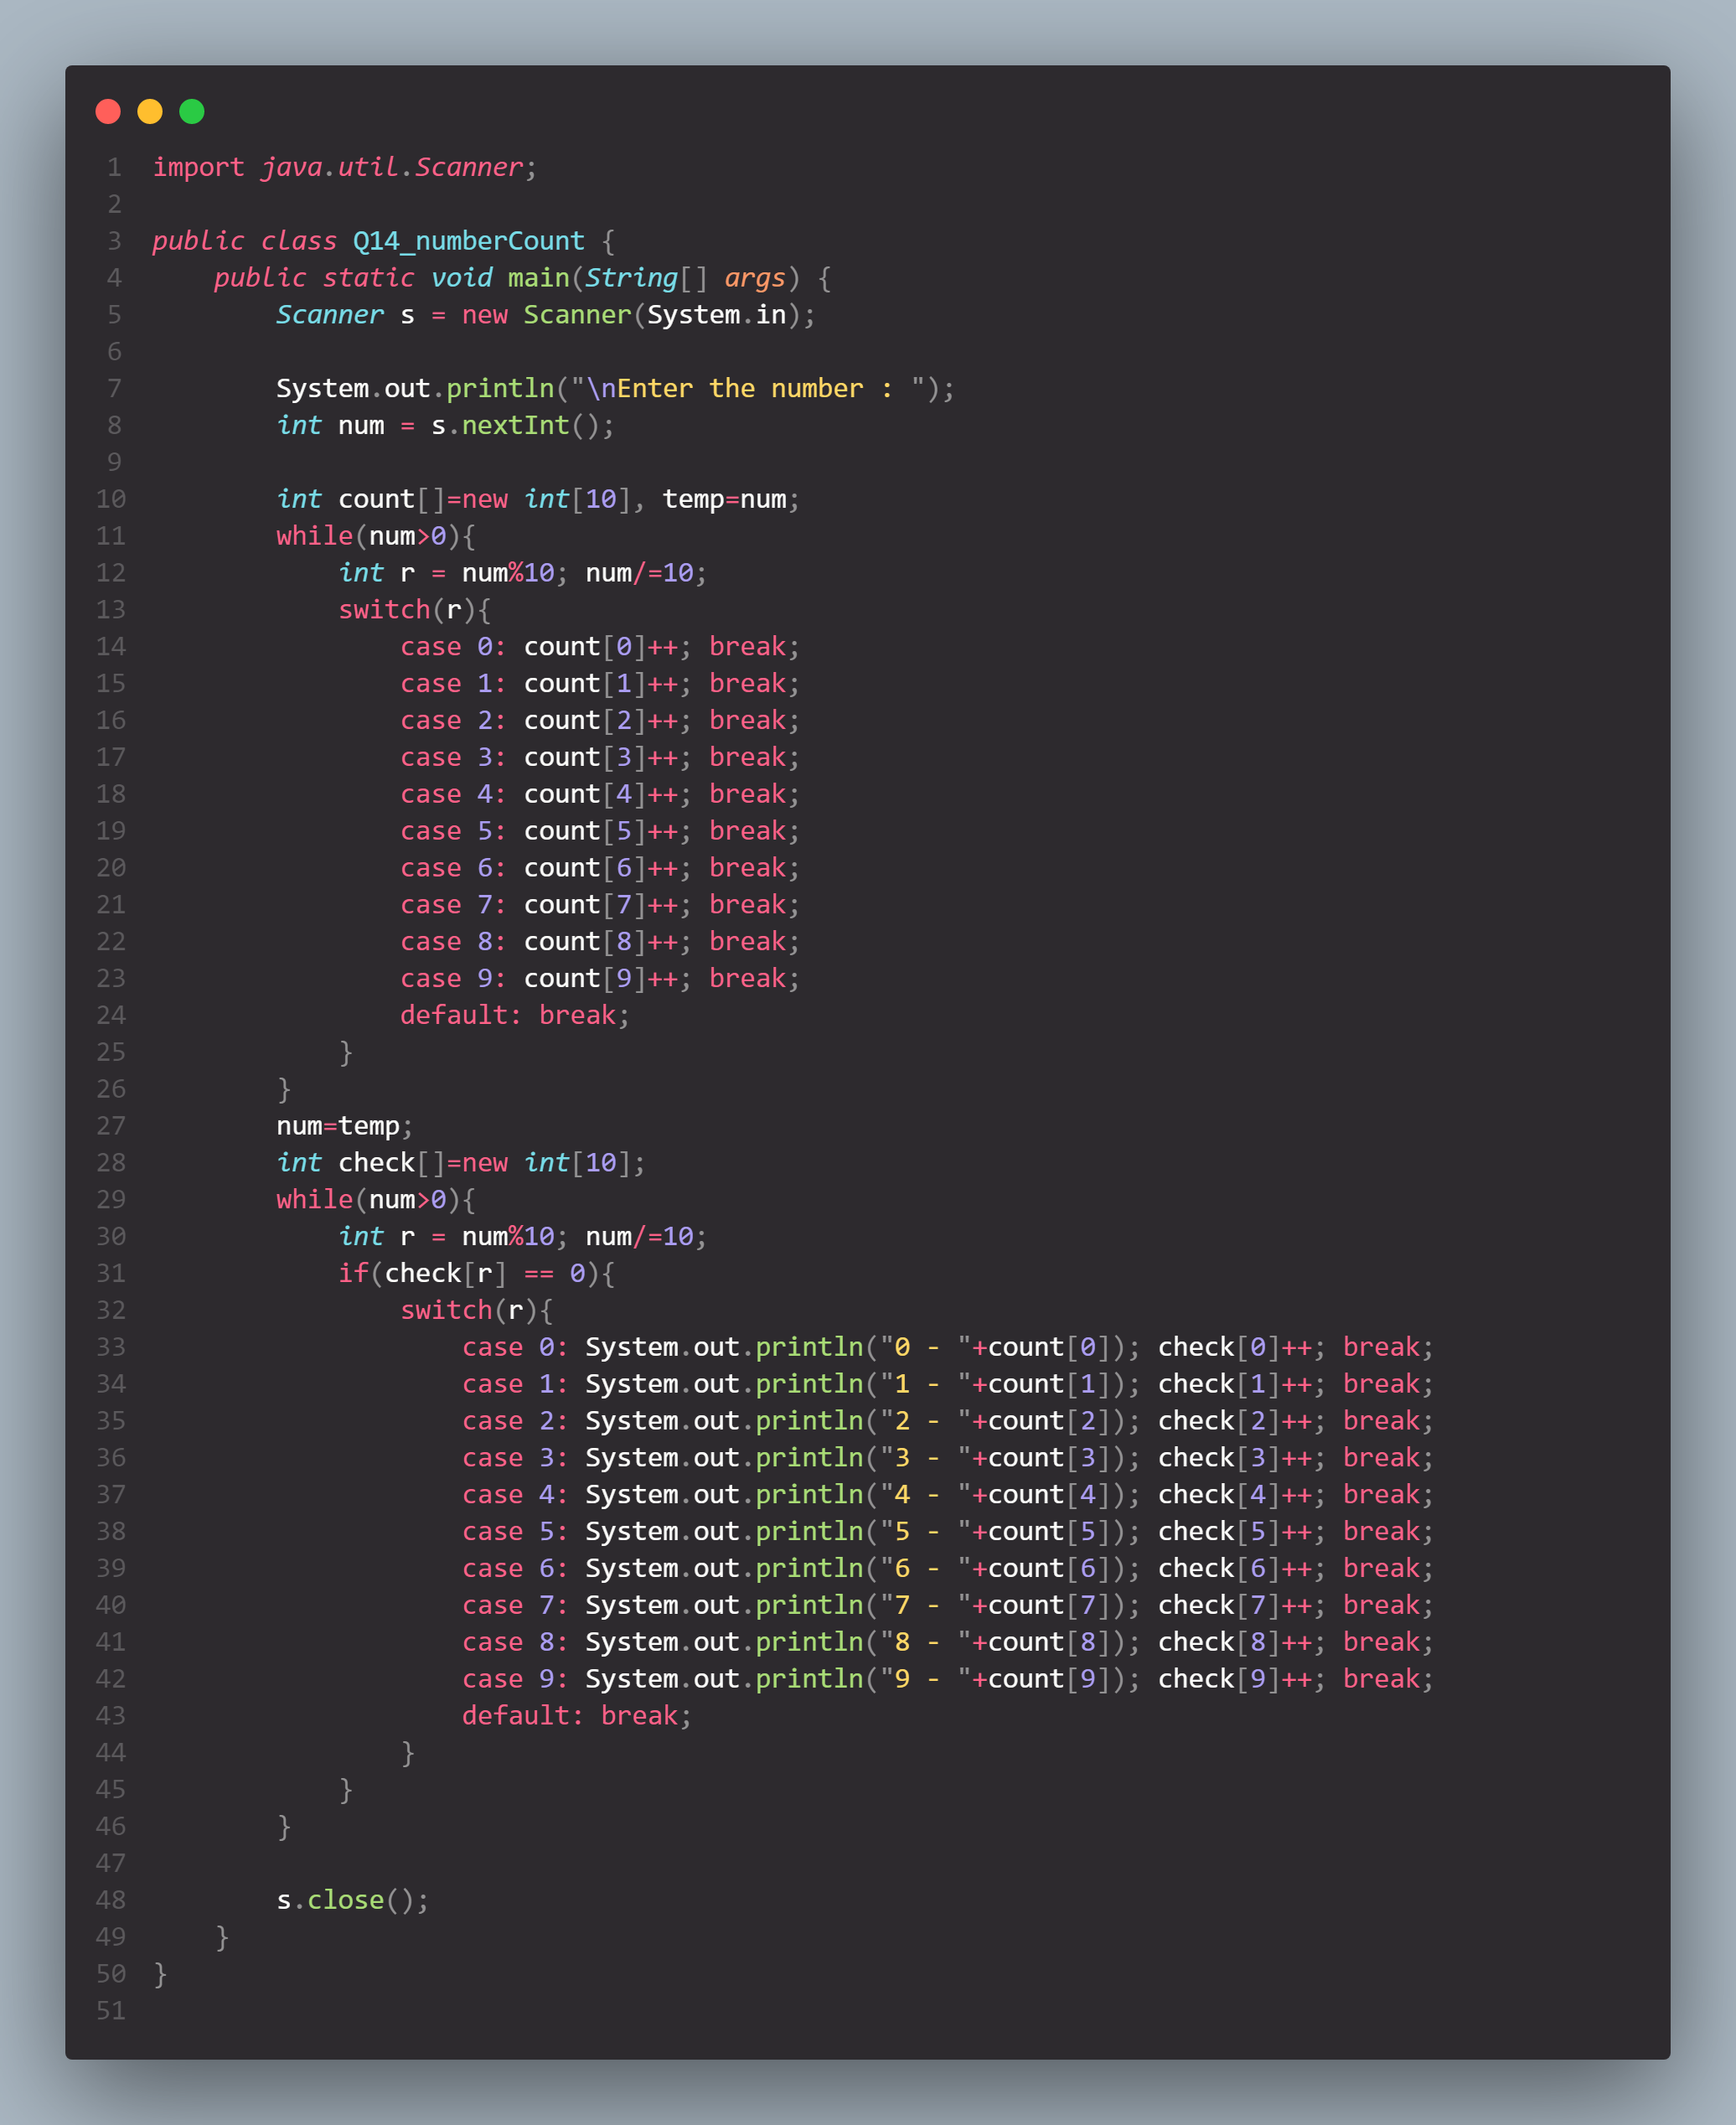 1 import java.util.Scanner;
2
3 public class Q14_numberCount {
4     public static void main(String[] args) {
5         Scanner s = new Scanner(System.in);
6
7         System.out.println("\nEnter the number : ");
8         int num = s.nextInt();
9
10         int count[]=new int[10], temp=num;
11         while(num>0){
12             int r = num%10; num/=10;
13             switch(r){
14                 case 0: count[0]++; break;
15                 case 1: count[1]++; break;
16                 case 2: count[2]++; break;
17                 case 3: count[3]++; break;
18                 case 4: count[4]++; break;
19                 case 5: count[5]++; break;
20                 case 6: count[6]++; break;
21                 case 7: count[7]++; break;
22                 case 8: count[8]++; break;
23                 case 9: count[9]++; break;
24                 default: break;
25             }
26         }
27         num=temp;
28         int check[]=new int[10];
29         while(num>0){
30             int r = num%10; num/=10;
31             if(check[r] == 0){
32                 switch(r){
33                     case 0: System.out.println("0 - "+count[0]); check[0]++; break;
34                     case 1: System.out.println("1 - "+count[1]); check[1]++; break;
35                     case 2: System.out.println("2 - "+count[2]); check[2]++; break;
36                     case 3: System.out.println("3 - "+count[3]); check[3]++; break;
37                     case 4: System.out.println("4 - "+count[4]); check[4]++; break;
38                     case 5: System.out.println("5 - "+count[5]); check[5]++; break;
39                     case 6: System.out.println("6 - "+count[6]); check[6]++; break;
40                     case 7: System.out.println("7 - "+count[7]); check[7]++; break;
41                     case 8: System.out.println("8 - "+count[8]); check[8]++; break;
42                     case 9: System.out.println("9 - "+count[9]); check[9]++; break;
43                     default: break;
44                 }
45             }
46         }
47
48         s.close();
49     }
50 }
51